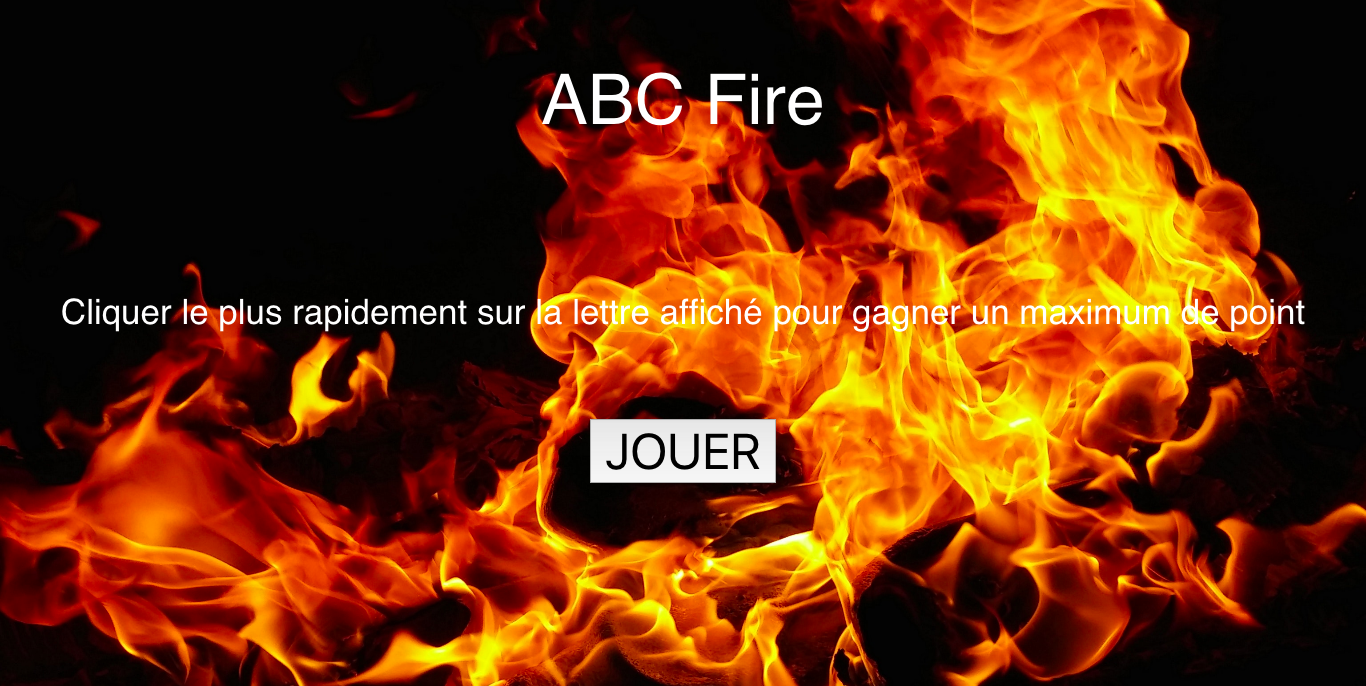 ABC Fire
Cliquer le plus rapidement sur la lettre affiché pour gagner un maximum de point
JOUER